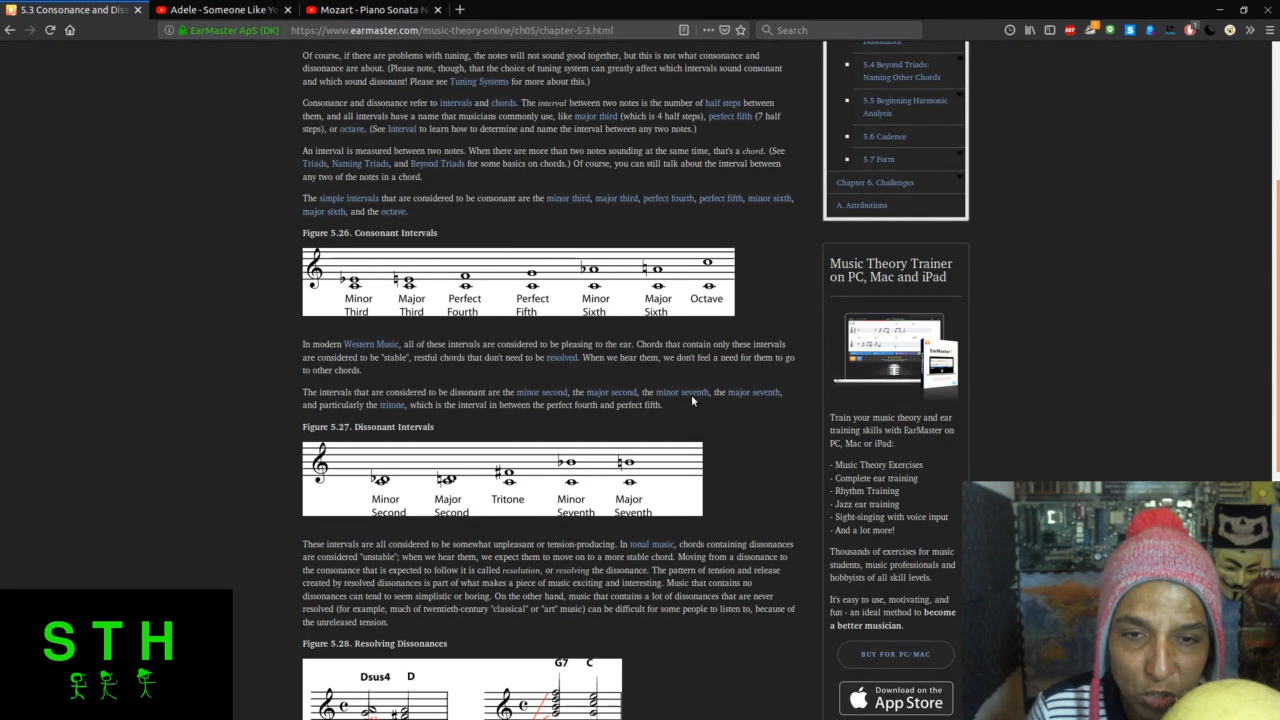 5.3 Consonance and Diss
Adele - Someone Like Yo
Mozart - Piano Sonata N
EarMaster ApS (DK)
https://www.earmaster.com/music-theory-online/ch05/chapter-5-3.html
Search
Of course, if there are problems with tuning, the notes will not sound good together, but this is not what consonance
and dissonance are about. (Please note, though, that the choice of tuning system can greatly affect which intervals sound consonant
and which sound dissonant! Please see Tuning Systems for more about this.)
Consonance and dissonance refer to intervals and chords. The interval between two notes is the number of half steps between
them, and all intervals have a name that musicians commonly use, like major third (which is 4 half steps), perfect fifth (7 half
steps), or octave. (See Interval to learn how to determine and name the interval between any two notes.)
An interval is measured between two notes. When there are more than two notes sounding at the same time, that's a chord. (See
Triads, Naming Triads, and Beyond Triads for some basics on chords.) Of course, you can still talk about the interval between
any two of the notes in a chord.
The simple intervals that are considered to be consonant are the minor third, major third, perfect fourth, perfect fifth, minor sixth,
major sixth, and the octave.
Figure 5.26. Consonant Intervals
Minor Third
Major Third
Perfect Fourth
Perfect Fifth
Minor Sixth
Major Sixth
Octave
In modern Western Music, all of these intervals are considered to be pleasing to the ear. Chords that contain only these intervals
are considered to be "stable", restful chords that don't need to be resolved. When we hear them, we don't feel a need for them to go
to other chords.
The intervals that are considered to be dissonant are the minor second, the major second, the minor seventh, the major seventh,
and particularly the tritone, which is the interval in between the perfect fourth and perfect fifth.
Figure 5.27. Dissonant Intervals
Minor Second
Major Second
Tritone
Minor Seventh
Major Seventh
These intervals are all considered to be somewhat unpleasant or tension-producing. In tonal music, chords containing dissonances
are considered "unstable"; when we hear them, we expect them to move on to a more stable chord. Moving from a dissonance to
the consonance that is expected to follow it is called resolution, or resolving the dissonance. The pattern of tension and release
created by resolved dissonances is part of what makes a piece of music exciting and interesting. Music that contains no
dissonances can tend to seem simplistic or boring. On the other hand, music that contains a lot of dissonances that are never
resolved (for example, much of twentieth-century "classical" or "art" music) can be difficult for some people to listen to, because of
the unreleased tension.
Figure 5.28. Resolving Dissonances
Dsus4 D
G7 C
5.4 Beyond Triads:
Naming Other Chords
5.5 Beginning Harmonic
Analysis
5.6 Cadence
5.7 Form
Chapter 6. Challenges
A. Attributions
Music Theory Trainer
on PC, Mac and iPad
Train your music theory and ear
training skills with EarMaster on
PC, Mac or iPad:
- Music Theory Exercises
- Complete ear training
- Rhythm Training
- Jazz ear training
- Sight-singing with voice input
- And a lot more!
Thousands of exercises for music
students, music professionals and
hobbyists of all skill levels.
It's easy to use, motivating, and
fun - an ideal method to become
a better musician.
BUY FOR PC/MAC
Download on the
App Store
STH